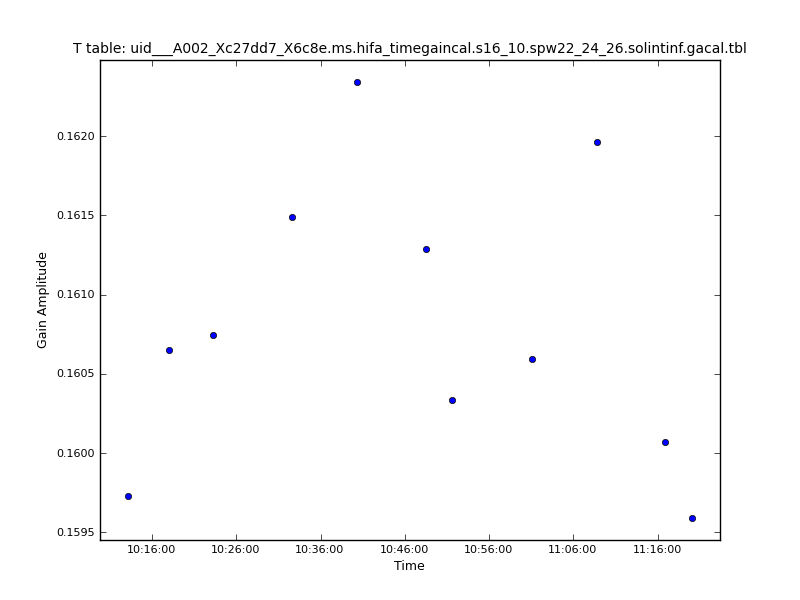 T table: uid___A002_Xc27dd7_X6c8e.ms.hifa_timegaincal.s16_10.spw22_24_26.solintinf.gacal.tbl
0.1620
0.1615
0.1610
0.1605
0.1600
0.1595
Gain Amplitude
10:16:00 10:26:00 10:36:00 10:46:00 10:56:00 11:06:00 11:16:00
Time